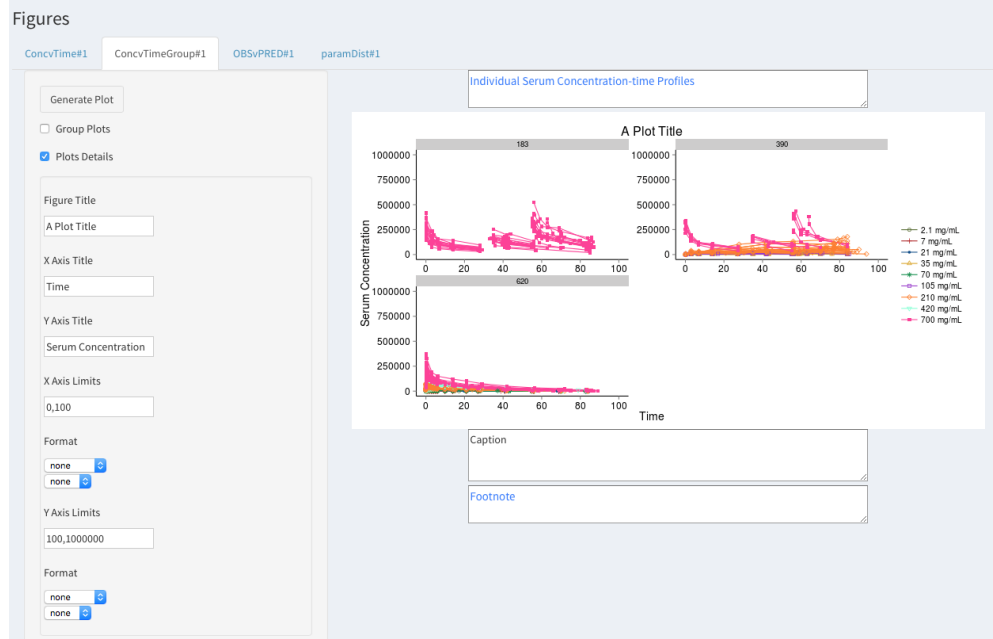 Figures
ConcvTime#1
ConcvTimeGroup#1
OBSvPRED#1
paramDist#1
Generate Plot
Group Plots
Plots Details
Figure Title
A Plot Title
X Axis Title
Time
Y Axis Title
Serum Concentration
X Axis Limits
0,100
Format
none
none
Y Axis Limits
100,1000000
Format
none
none
Individual Serum Concentration-time Profiles
A Plot Title
183
390
1000000
750000
500000
250000
0
0 20 40 60 80 100
1000000
750000
500000
250000
0
0 20 40 60 80 100
620
1000000
750000
500000
250000
0
0 20 40 60 80 100
Serum Concentration
Time
2.1 mg/mL
7 mg/mL
21 mg/mL
35 mg/mL
70 mg/mL
105 mg/mL
210 mg/mL
420 mg/mL
700 mg/mL
Caption
Footnote